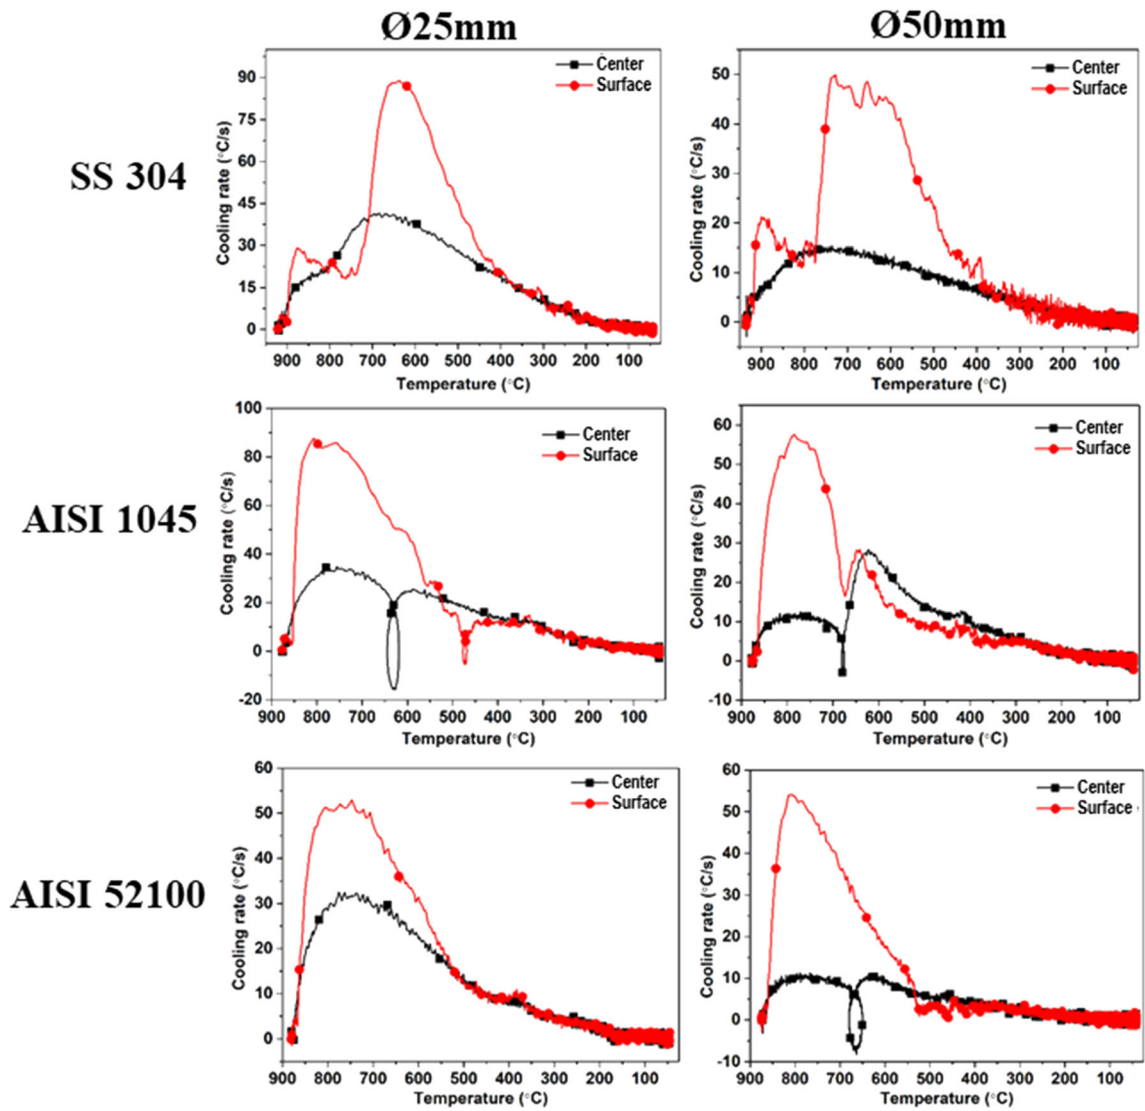 Ø25mm
Ø50mm
SS 304
Cooling rate (°C/s)
90
75
60
45
30
15
0
Center
Surface
900 800 700 600 500 400 300 200 100
Temperature (°C)
Cooling rate (°C/s)
50
40
30
20
10
0
Center
Surface
900 800 700 600 500 400 300 200 100
Temperature (°C)
AISI 1045
Cooling rate (°C/s)
100
80
60
40
20
0
-20
Center
Surface
900 800 700 600 500 400 300 200 100
Temperature (°C)
Cooling rate (°C/s)
60
50
40
30
20
10
0
-10
Center
Surface
900 800 700 600 500 400 300 200 100
Temperature (°C)
AISI 52100
Cooling rate (°C/s)
60
50
40
30
20
10
0
Center
Surface
900 800 700 600 500 400 300 200 100
Temperature (°C)
Cooling rate (°C/s)
60
50
40
30
20
10
0
-10
Center
Surface
900 800 700 600 500 400 300 200 100
Temperature (°C)